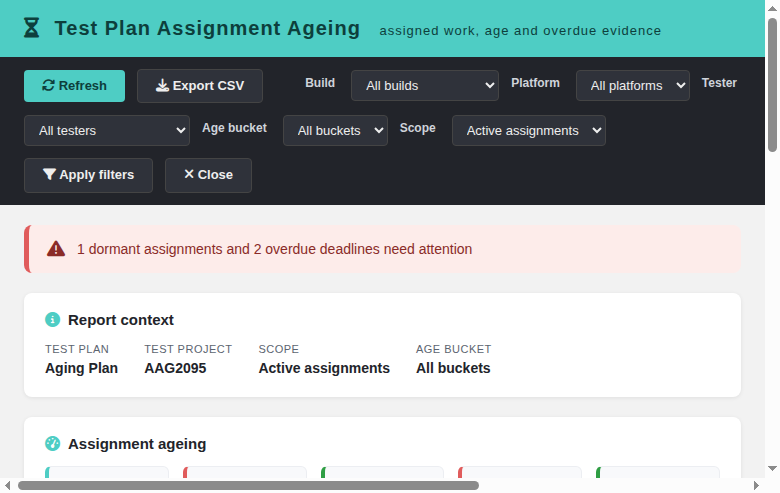 Test Plan Assignment Ageing assigned work, age and overdue evidence
Refresh Export CSV Build All builds Platform All platforms Tester
All testers Age bucket All buckets Scope Active assignments
Apply filters Close
1 dormant assignments and 2 overdue deadlines need attention
Report context
TEST PLAN TEST PROJECT SCOPE AGE BUCKET
Aging Plan AAG2095 Active assignments All buckets
Assignment ageing